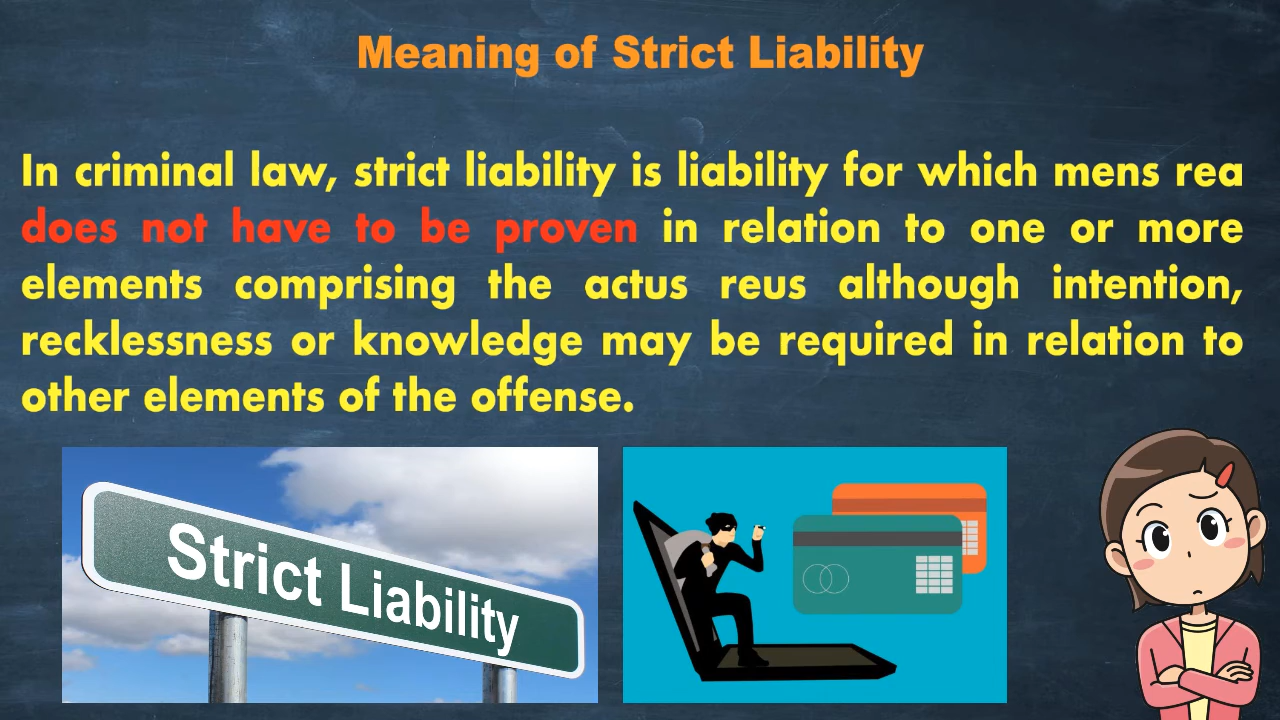 Meaning of Strict Liability
In criminal law, strict liability is liability for which mens rea
does not have to be proven in relation to one or more
elements comprising the actus reus although intention,
recklessness or knowledge may be required in relation to
other elements of the offense.
Strict Liability